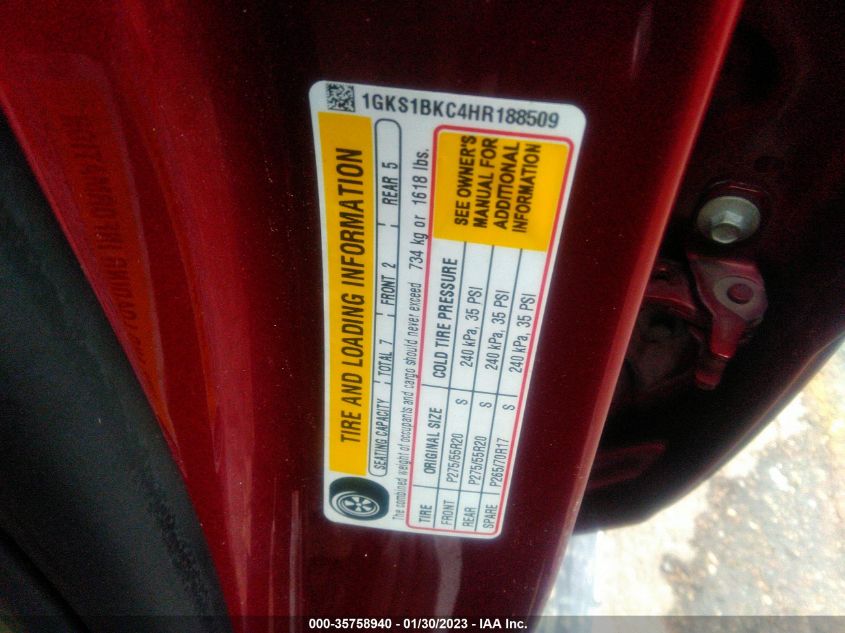 1GKS1BKC4HR188509
TIRE AND LOADING INFORMATION
SEATING CAPACITY TOTAL 7 FRONT 2 REAR 5
The combined weight of occupants and cargo should never exceed 734 kg or 1618 lbs.
TIRE ORIGINAL SIZE COLD TIRE PRESSURE
FRONT P275/55R20 S 240 kPa, 35 PSI
REAR P275/55R20 S 240 kPa, 35 PSI
SPARE P265/70R17 S 240 kPa, 35 PSI
SEE OWNER'S
MANUAL FOR
ADDITIONAL
INFORMATION
000-35758940 - 01/30/2023 - IAA Inc.